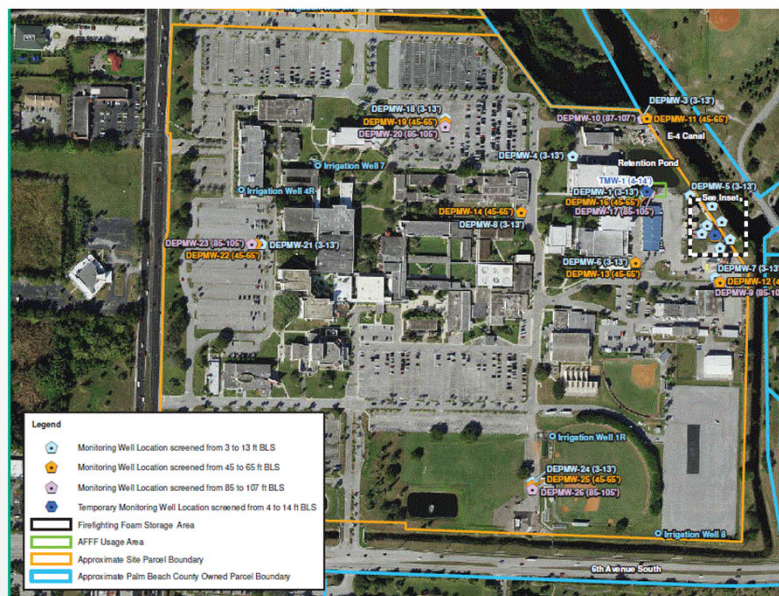 DEPMW-18 (3-13')
DEPMW-19 (45-65')
DEPMW-20 (85-105')
DEPMW-3 (3-13')
DEPMW-10 (87-107')
DEPMW-11 (45-65')
E-4 Canal
DEPMW-4 (3-13')
Retention Pond
Irrigation Well 7
Irrigation Well 4R
TMW-1 (4-14')
DEPMW-1 (3-13')
DEPMW-16 (45-65')
DEPMW-17 (85-105')
DEPMW-5 (3-13')
See Inset
DEPMW-14 (45-65')
DEPMW-8 (3-13')
DEPMW-23 (85-105')
DEPMW-21 (3-13')
DEPMW-22 (45-65')
DEPMW-6 (3-13')
DEPMW-13 (45-65')
DEPMW-7 (3-13'
DEPMW-12 (4
DEPMW-9 (85-10
Irrigation Well 1R
DEPMW-24 (3-13')
DEPMW-25 (45-65')
DEPMW-26 (85-105')
Irrigation Well 8
6th Avenue South
Legend
Monitoring Well Location screened from 3 to 13 ft BLS
Monitoring Well Location screened from 45 to 65 ft BLS
Monitoring Well Location screened from 85 to 107 ft BLS
Temporary Monitoring Well Location screened from 4 to 14 ft BLS
Firefighting Foam Storage Area
AFFF Usage Area
Approximate Site Parcel Boundary
Approximate Palm Beach County Owned Parcel Boundary